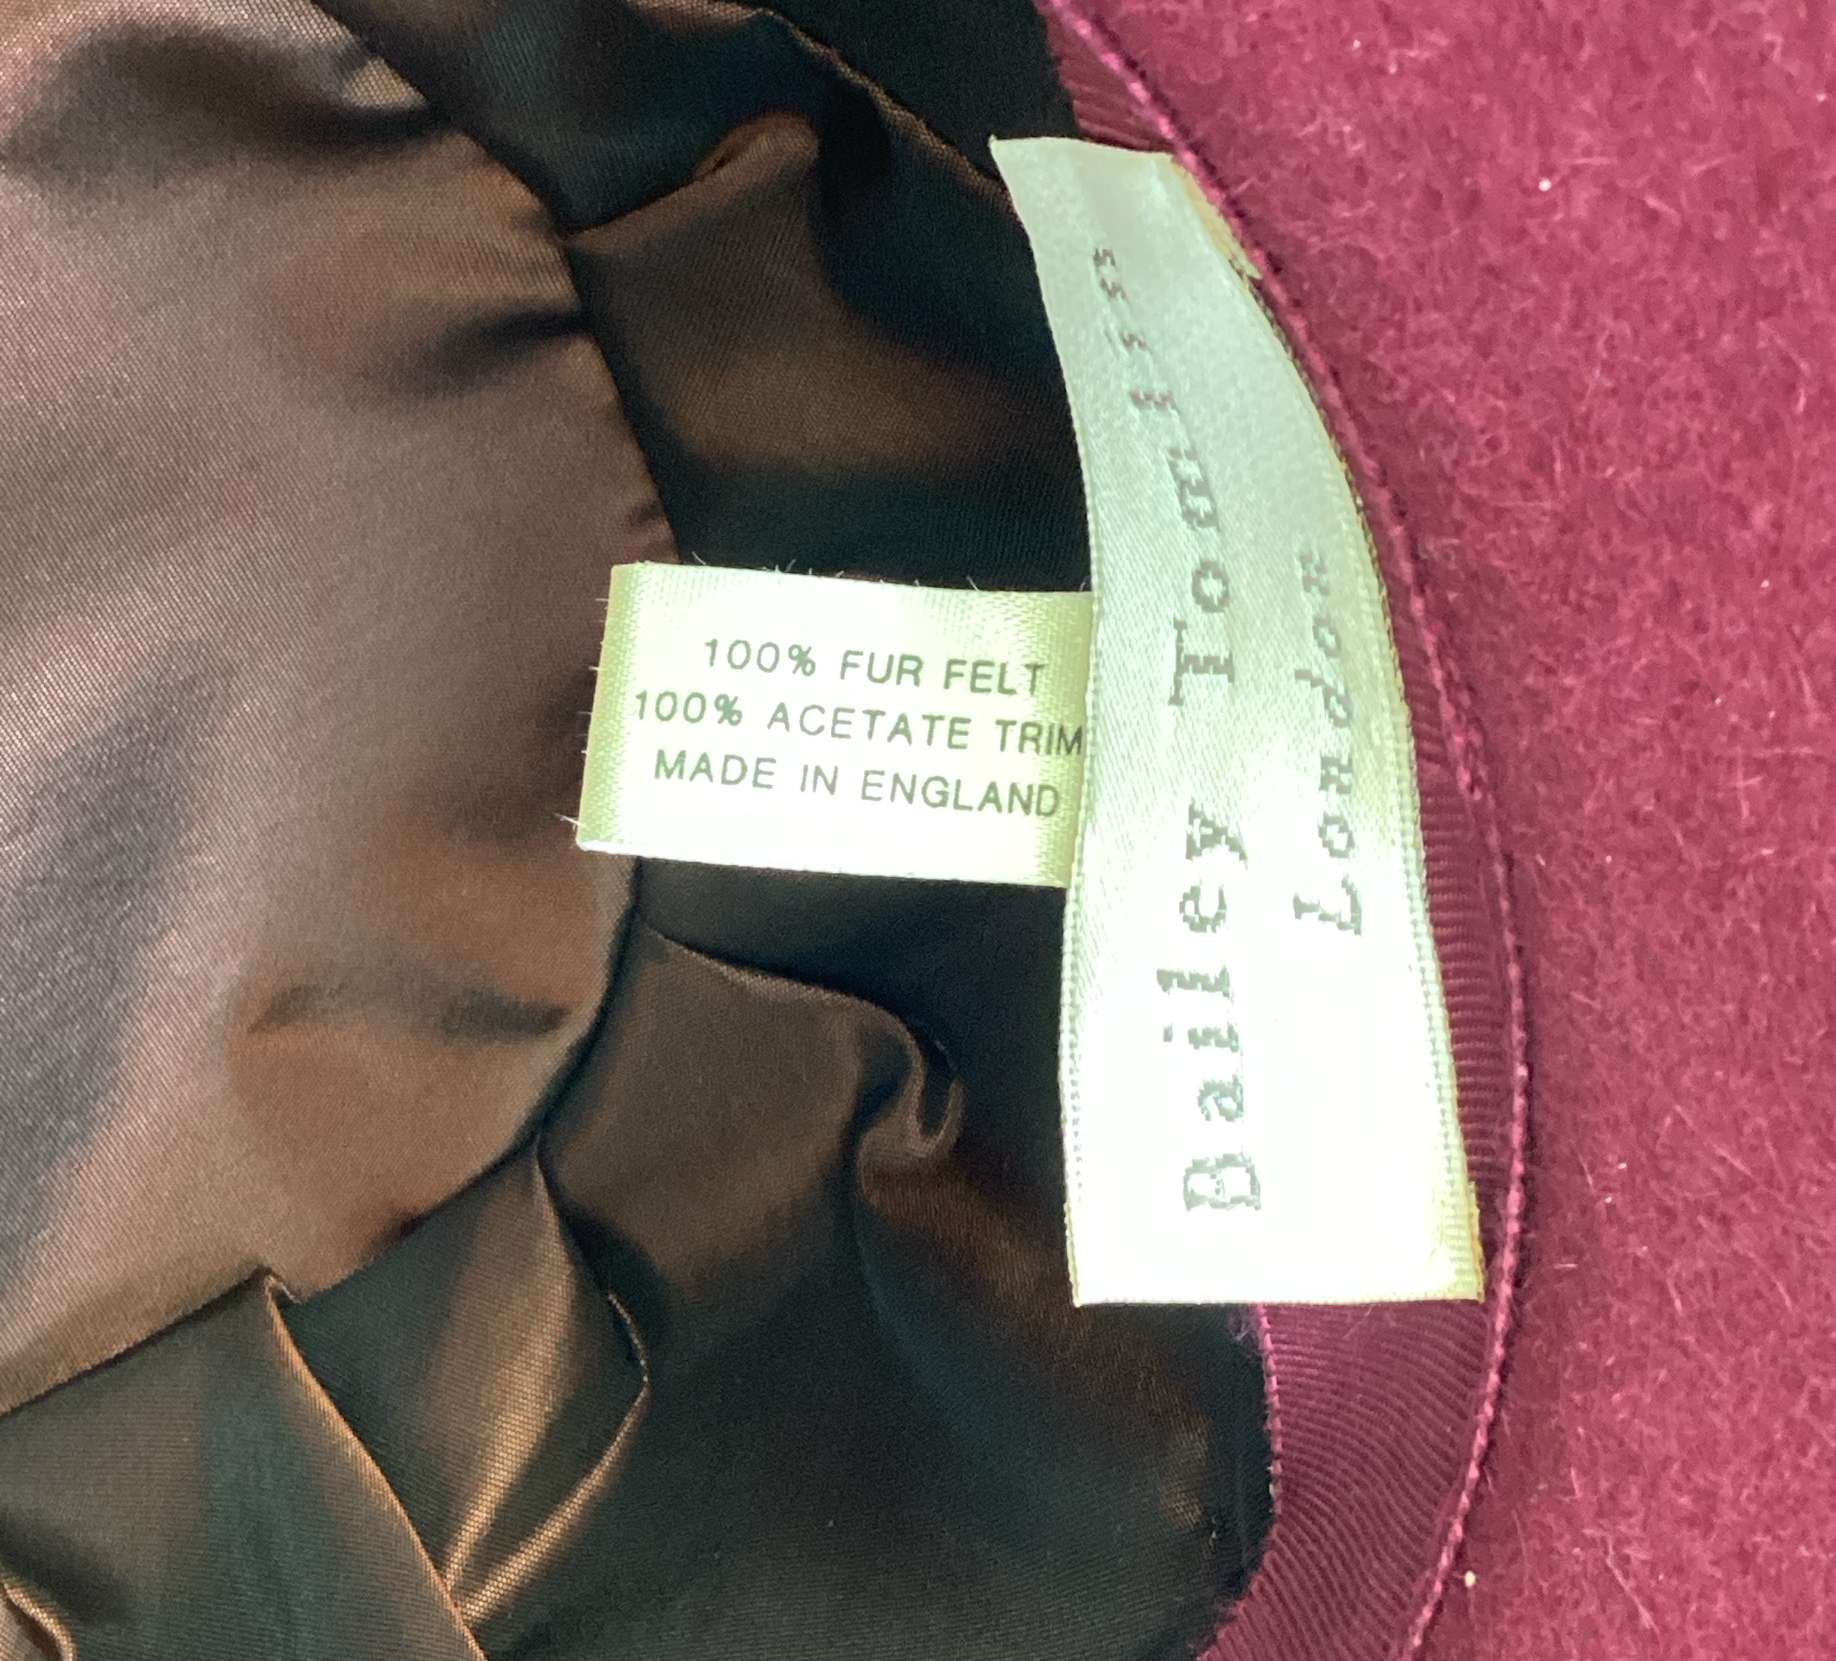 100% FUR FELT
100% ACETATE TRIM
MADE IN ENGLAND
Bailey Tomlin
London